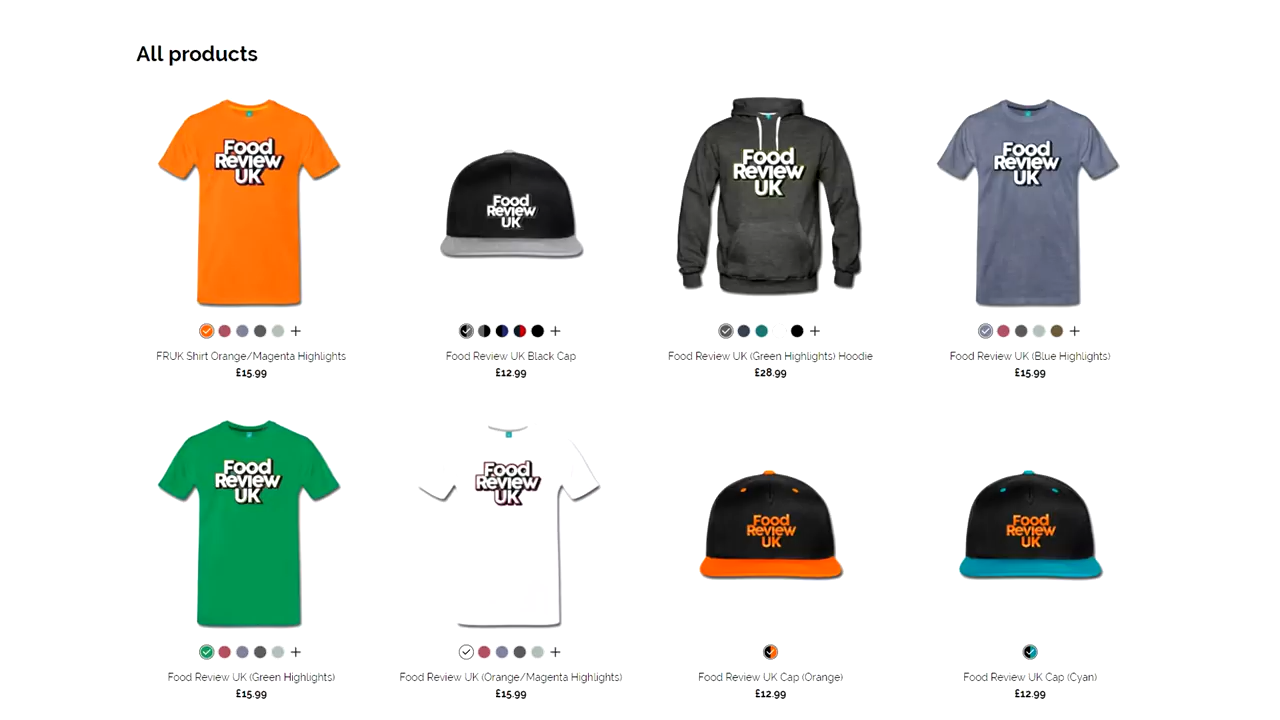 All products
Food
Review
UK
Food
Review
UK
Food
Review
UK
Food
Review
UK
FRUK Shirt Orange/Magenta Highlights
£15.99
Food Review UK Black Cap
£12.99
Food Review UK (Green Highlights) Hoodie
£28.99
Food Review UK (Blue Highlights)
£15.99
Food
Review
UK
Food
Review
UK
Food
Review
UK
Food
Review
UK
Food Review UK (Green Highlights)
£15.99
Food Review UK (Orange/Magenta Highlights)
£15.99
Food Review UK Cap (Orange)
£12.99
Food Review UK Cap (Cyan)
£12.99